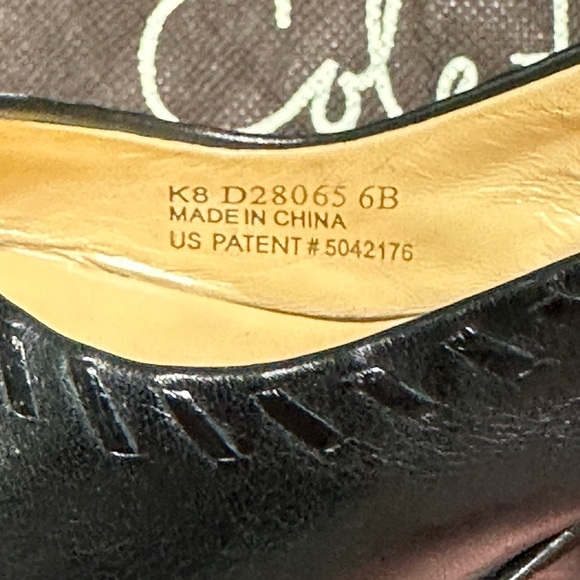 Cole
K8 D28065 6B
MADE IN CHINA
US PATENT # 5042176